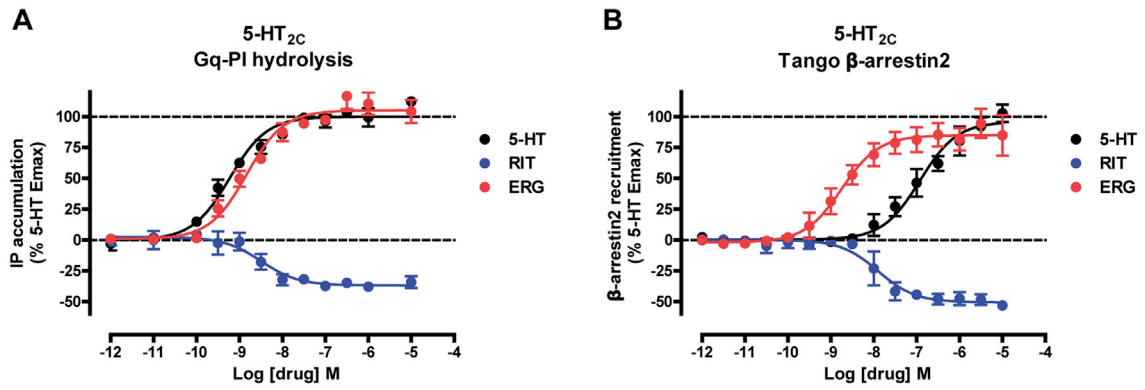 A
5-HT2C
Gq-PI hydrolysis
IP accumulation
(% 5-HT Emax)
100
75
50
25
0
-25
-50
-12 -11 -10 -9 -8 -7 -6 -5 -4
Log [drug] M
5-HT
RIT
ERG
B
5-HT2C
Tango β-arrestin2
β-arrestin2 recruitment
(% 5-HT Emax)
100
75
50
25
0
-25
-50
-12 -11 -10 -9 -8 -7 -6 -5 -4
Log [drug] M
5-HT
RIT
ERG